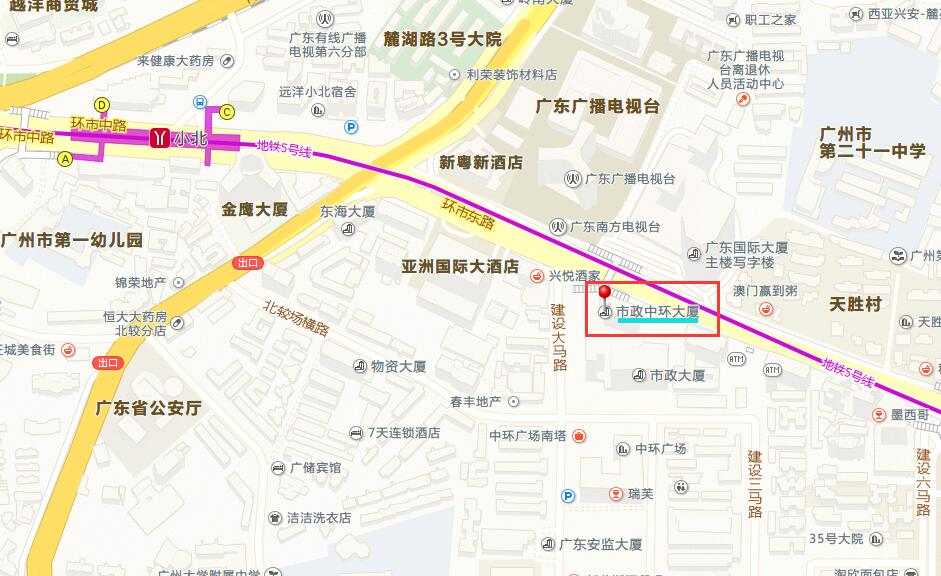 越洋商贸城
广东有线广播
电视第六分部
麓湖路3号大院
职工之家
来健康大药房
利荣装饰材料店
广东广播电视
台离退休
人员活动中心
远洋小北宿舍
P
广东广播电视台
D
C
环市中路
环市中路
小北
地铁5号线
A
广州市
第二十一中学
新粤新酒店
广东广播电视台
金鹰大厦
东海大厦
环市东路
广东南方电视台
广州市第一幼儿园
出口
亚洲国际大酒店
兴悦酒家
广东国际大厦
主楼写字楼
锦荣地产
澳门赢到粥
天胜村
恒大大药房
北较分店
北较场横路
建设大马路
市政中环大厦
出口
物资大厦
市政大厦
ATM
ATM
地铁5号线
广东省公安厅
春丰地产
墨西哥
7天连锁酒店
中环广场南塔
中环广场
建设三马路
建设六马路
广储宾馆
P
瑞芙
洁洁洗衣店
广东安监大厦
35号大院